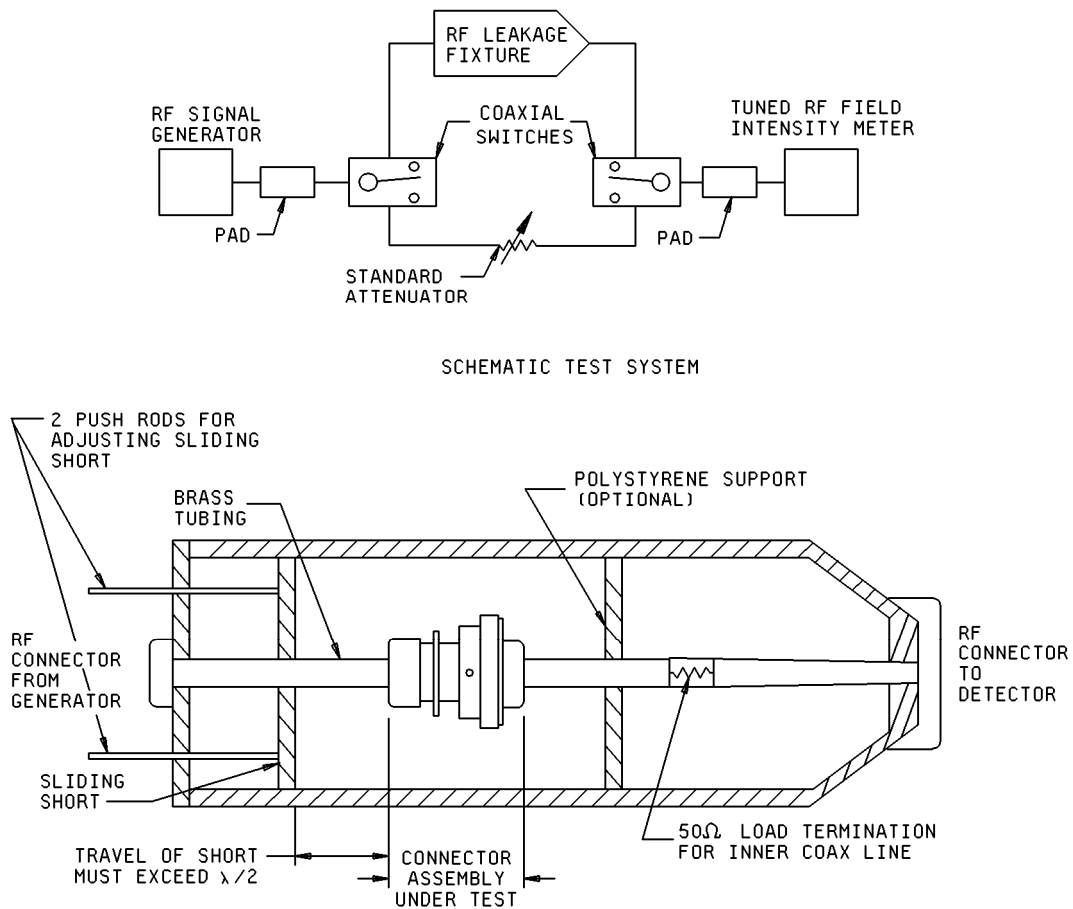 RF LEAKAGE
FIXTURE
RF SIGNAL
GENERATOR
COAXIAL
SWITCHES
TUNED RF FIELD
INTENSITY METER
PAD
PAD
STANDARD
ATTENUATOR
SCHEMATIC TEST SYSTEM
2 PUSH RODS FOR
ADJUSTING SLIDING
SHORT
BRASS
TUBING
POLYSTYRENE SUPPORT
(OPTIONAL)
RF
CONNECTOR
FROM
GENERATOR
RF
CONNECTOR
TO
DETECTOR
SLIDING
SHORT
50Ω LOAD TERMINATION
FOR INNER COAX LINE
TRAVEL OF SHORT
MUST EXCEED λ/2
CONNECTOR
ASSEMBLY
UNDER TEST